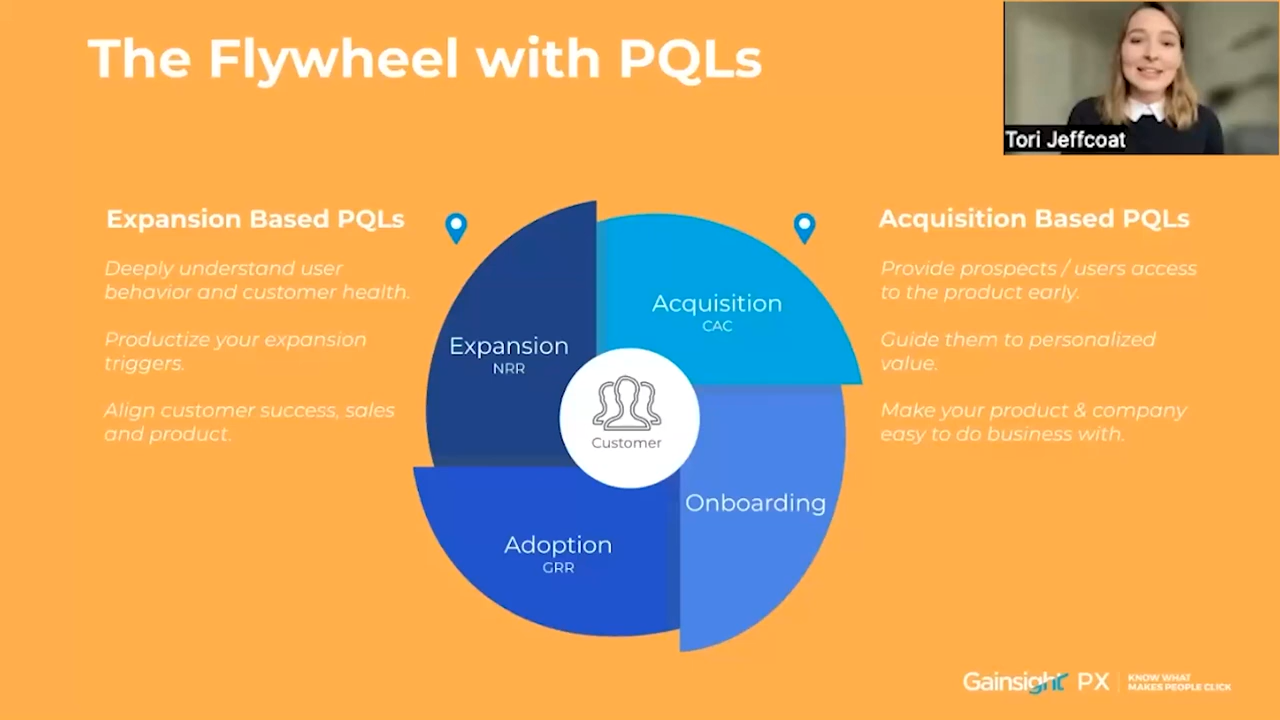 The Flywheel with PQLs
Tori Jeffcoat
Expansion Based PQLs
Deeply understand user
behavior and customer health.
Productize your expansion
triggers.
Align customer success, sales
and product.
Acquisition
CAC
Expansion
NRR
Customer
Onboarding
Adoption
GRR
Acquisition Based PQLs
Provide prospects / users access
to the product early.
Guide them to personalized
value.
Make your product & company
easy to do business with.
Gainsight PX
KNOW WHAT
MAKES PEOPLE CLICK